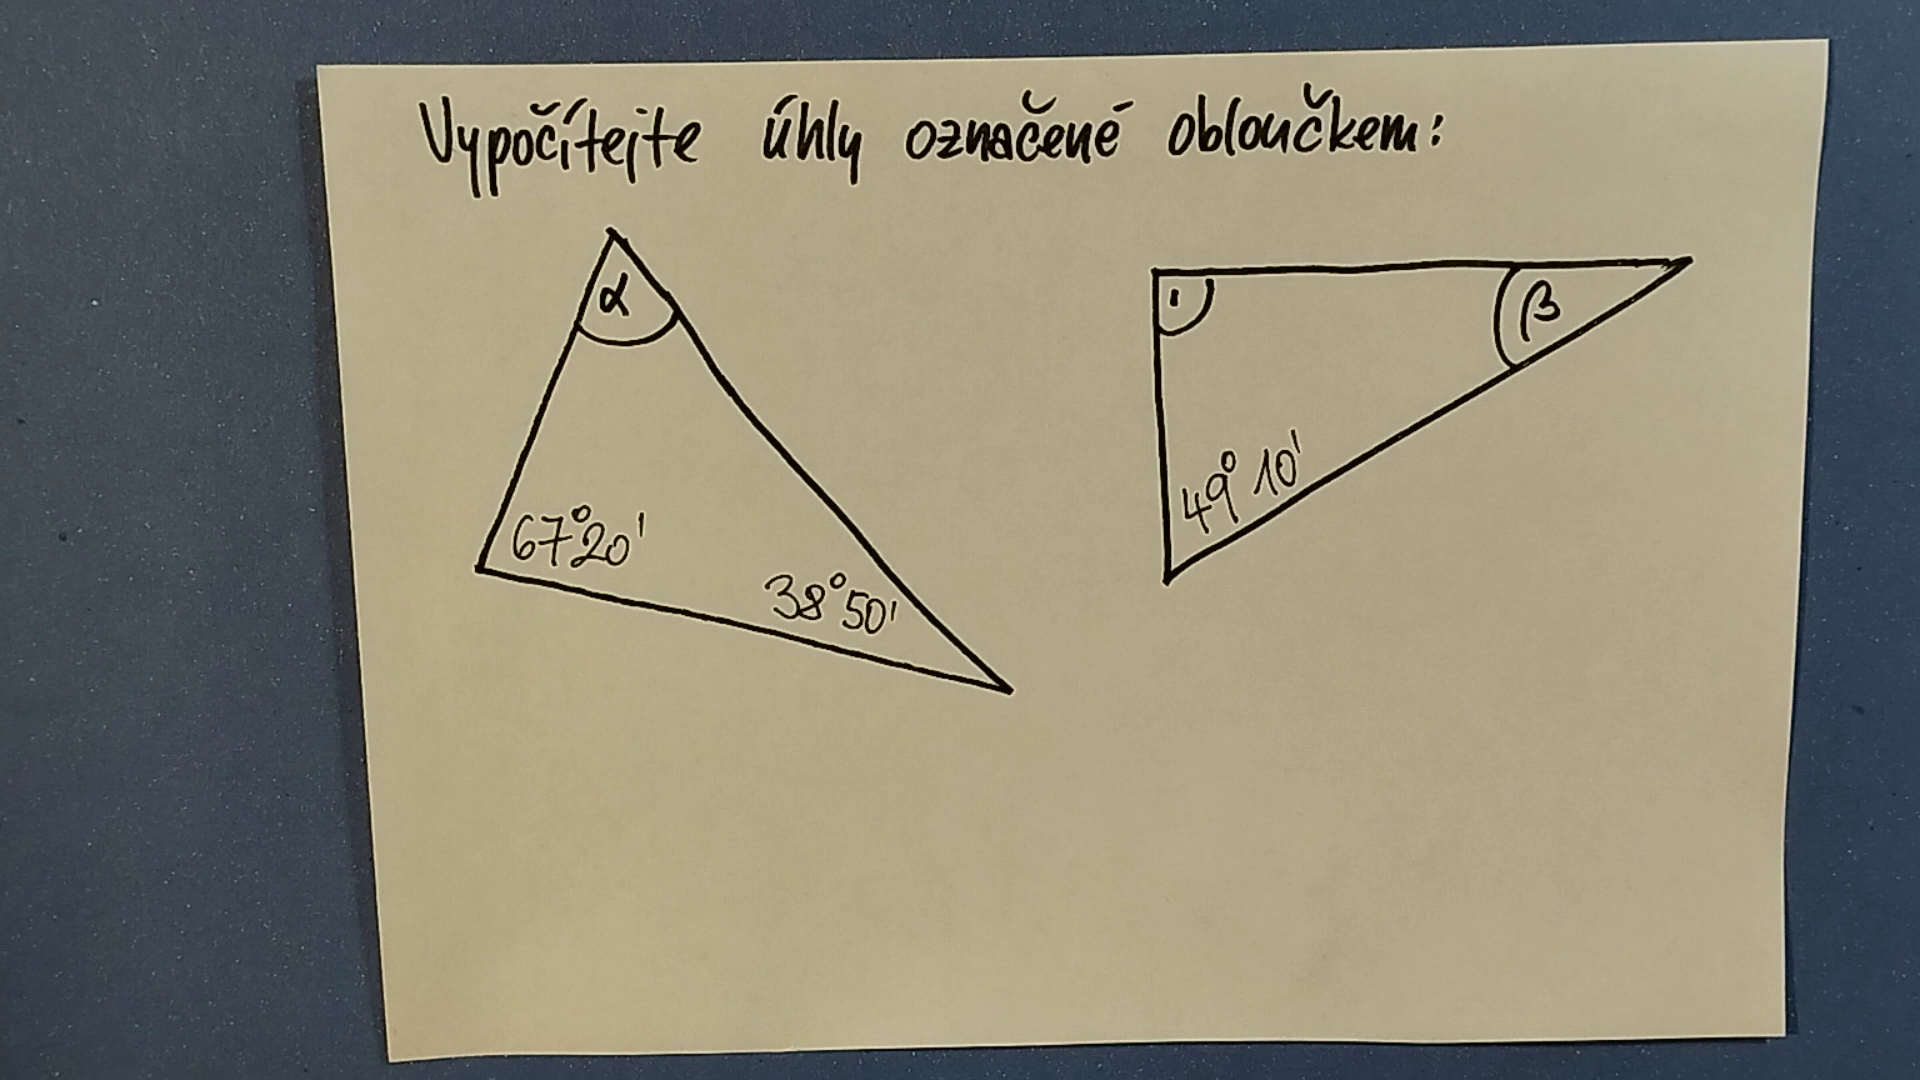 Vypočítejte úhly označené obloučkem:
α
β
49° 10'
67°20'
38°50'